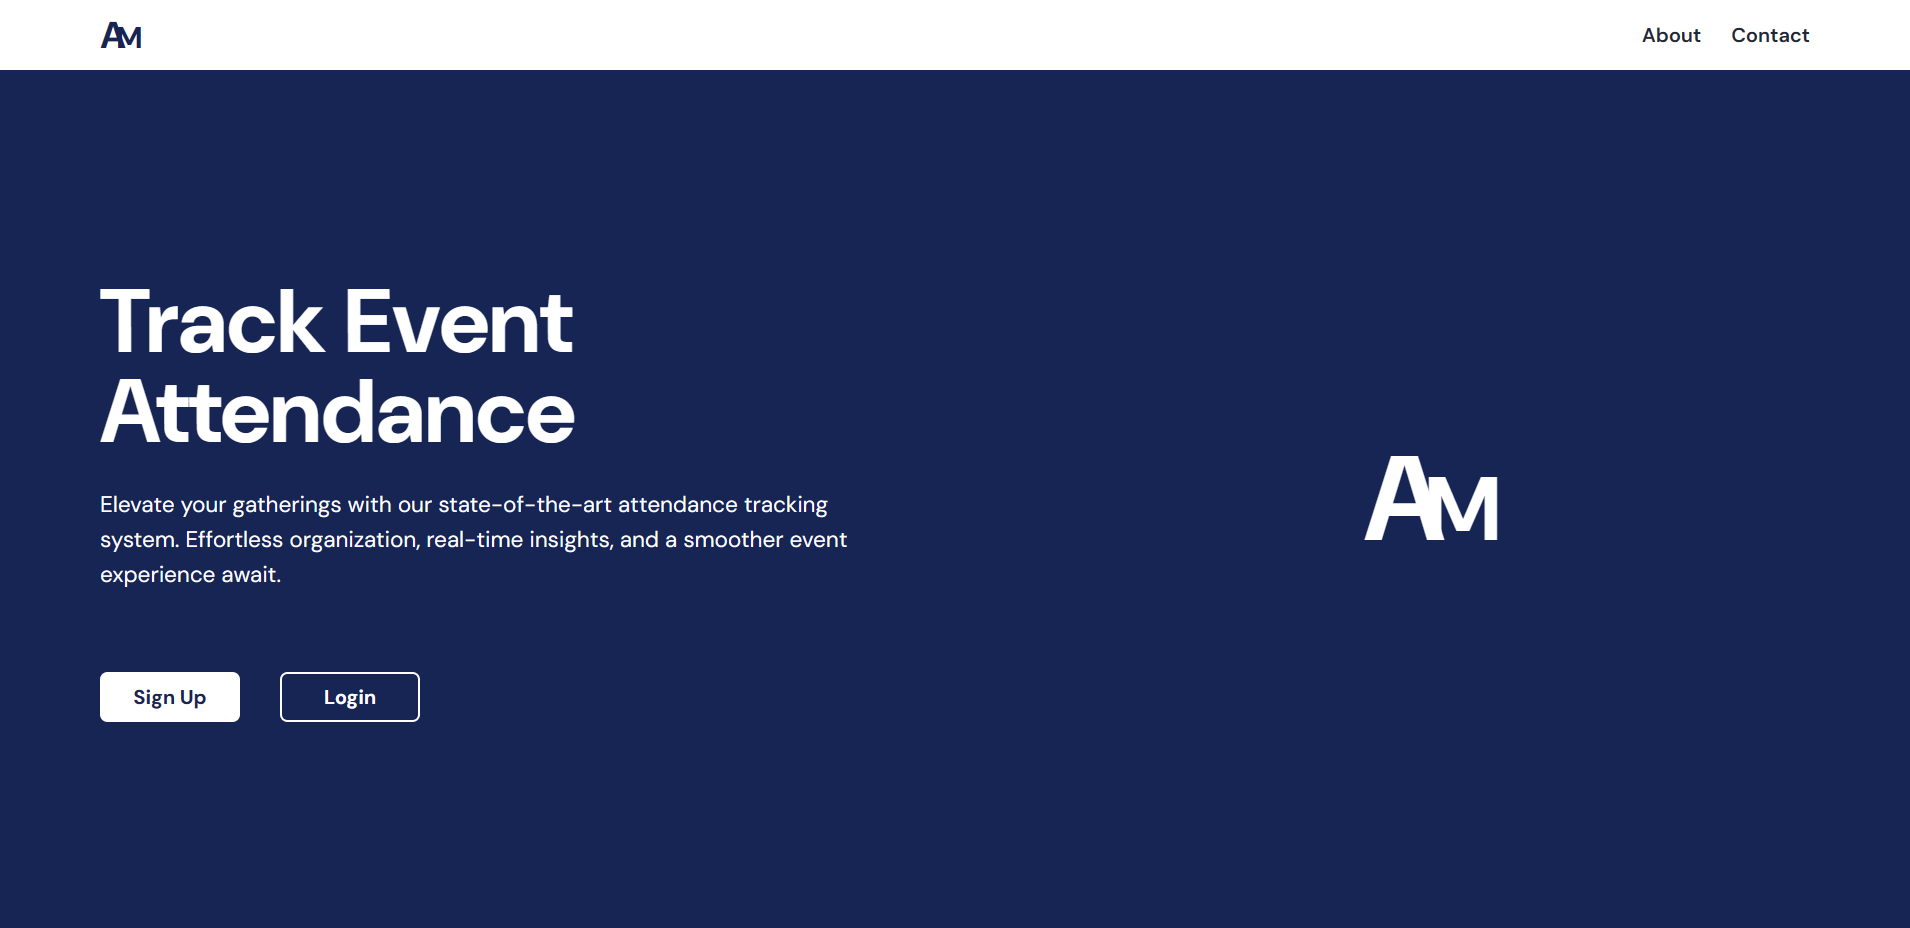 AM
About Contact
Track Event
Attendance
Elevate your gatherings with our state-of-the-art attendance tracking
system. Effortless organization, real-time insights, and a smoother event
experience await.
AM
Sign Up Login